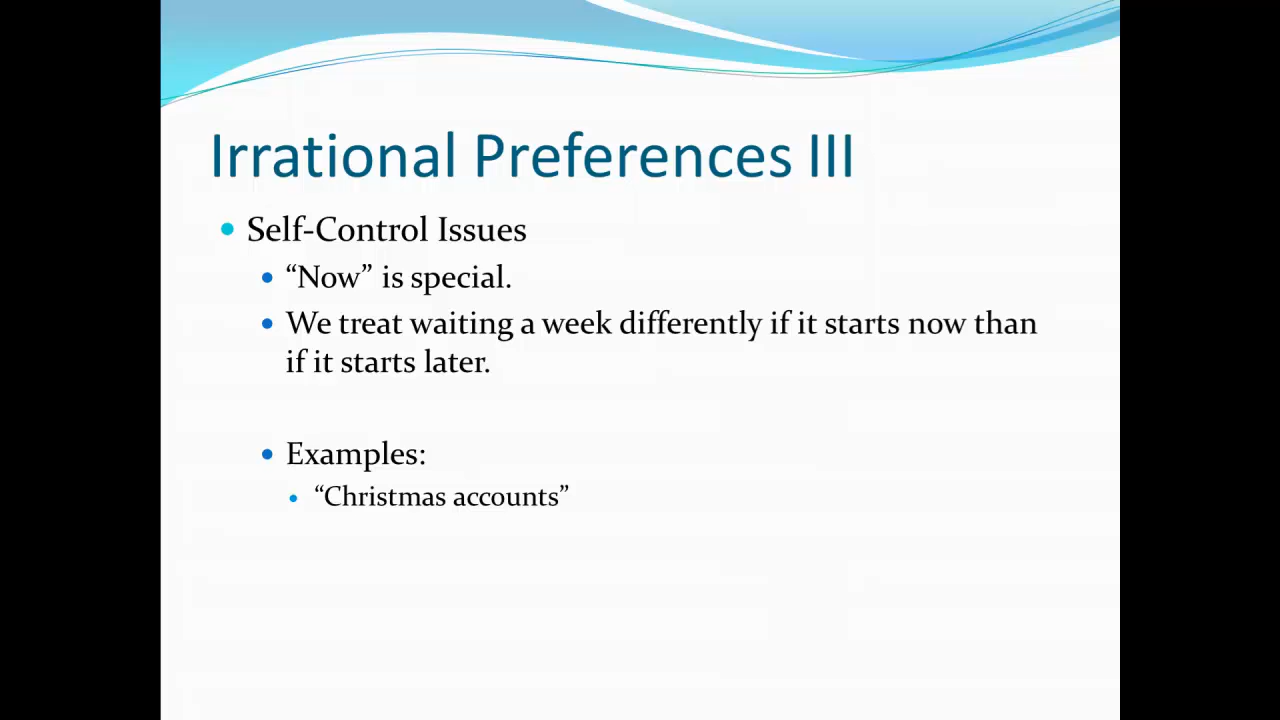 Irrational Preferences III
Self-Control Issues
“Now” is special.
We treat waiting a week differently if it starts now than
if it starts later.
Examples:
“Christmas accounts”